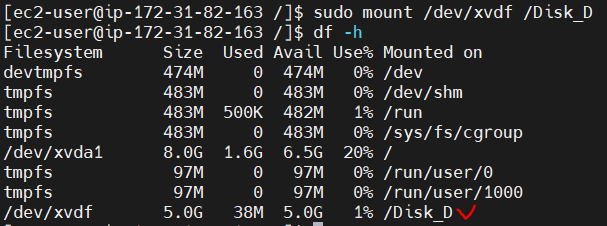 [ec2-user@ip-172-31-82-163 /]$ sudo mount /dev/xvdf /Disk_D
[ec2-user@ip-172-31-82-163 /]$ df -h
Filesystem      Size  Used Avail Use% Mounted on
devtmpfs        474M     0  474M   0% /dev
tmpfs           483M     0  483M   0% /dev/shm
tmpfs           483M  500K  482M   1% /run
tmpfs           483M     0  483M   0% /sys/fs/cgroup
/dev/xvda1      8.0G  1.6G  6.5G  20% /
tmpfs            97M     0   97M   0% /run/user/0
tmpfs            97M     0   97M   0% /run/user/1000
/dev/xvdf       5.0G   38M  5.0G   1% /Disk_D